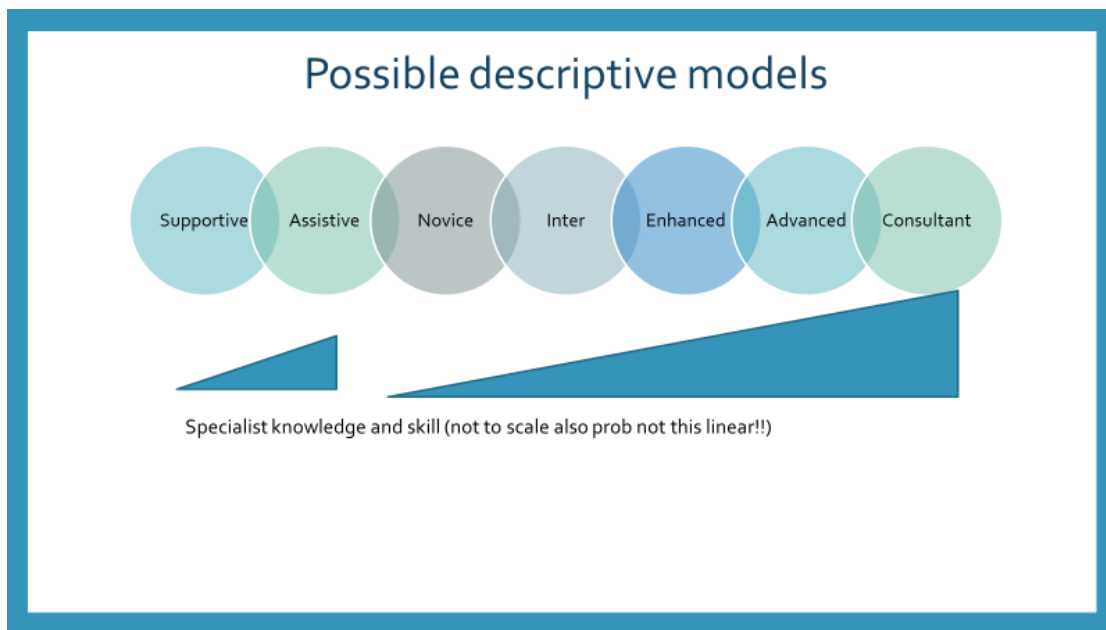 Possible descriptive models
Supportive Assistive Novice Inter Enhanced Advanced Consultant
Specialist knowledge and skill (not to scale also prob not this linear!!)